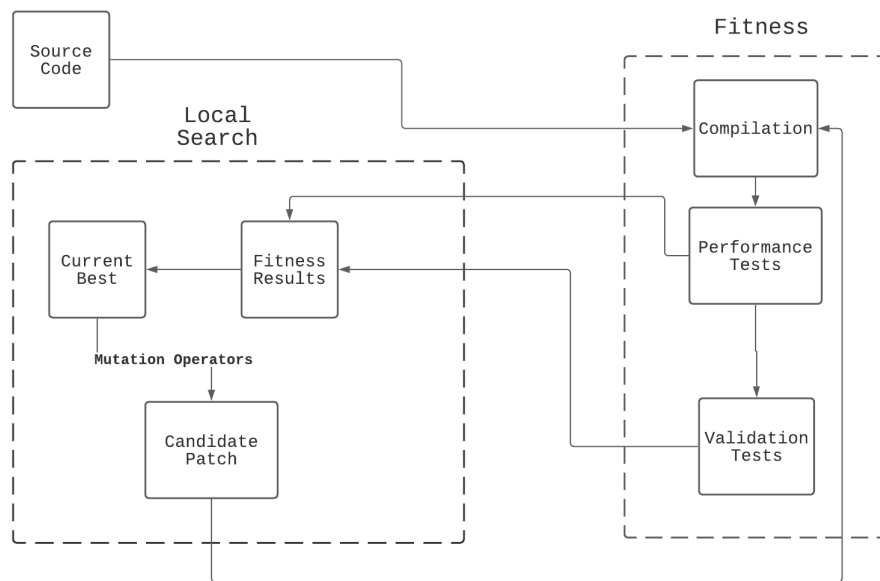 Fitness
Source
Code
Local
Search
Compilation
Current
Best
Fitness
Results
Performance
Tests
Mutation Operators
Candidate
Patch
Validation
Tests